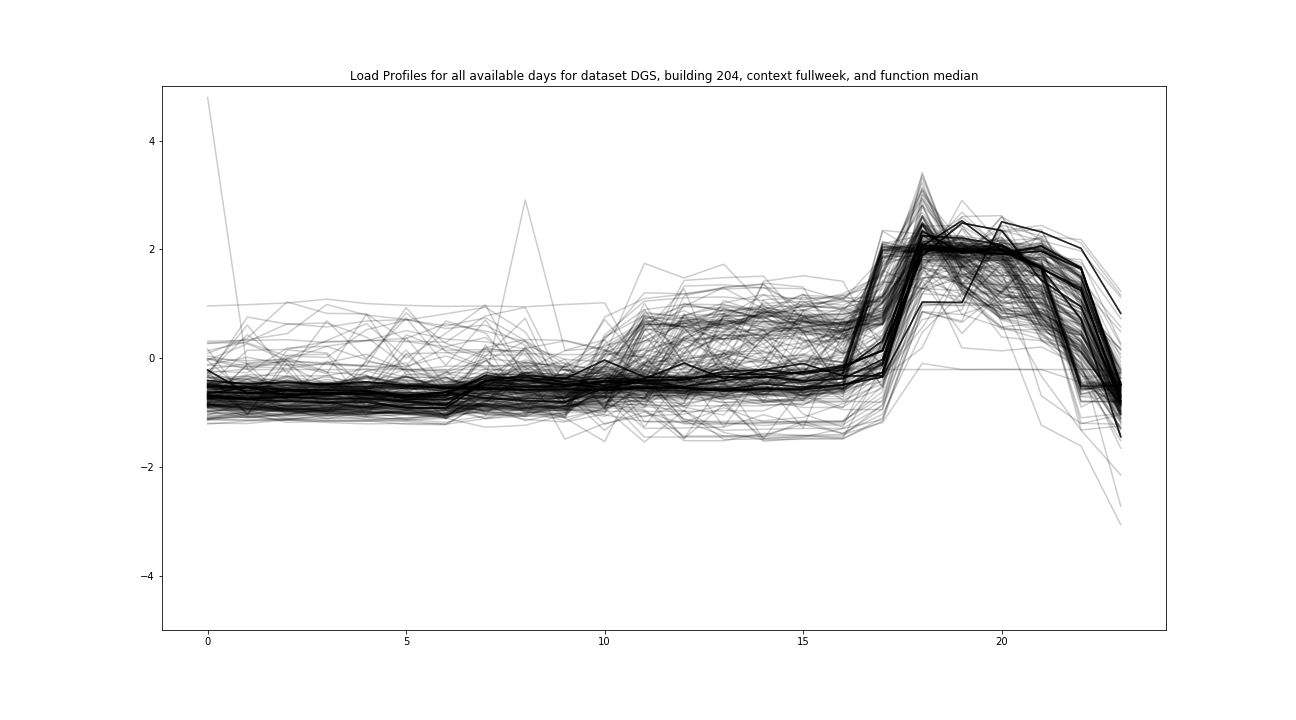 Load Profiles for all available days for dataset DGS, building 204, context fullweek, and function median
4
2
0
−2
−4
0 5 10 15 20